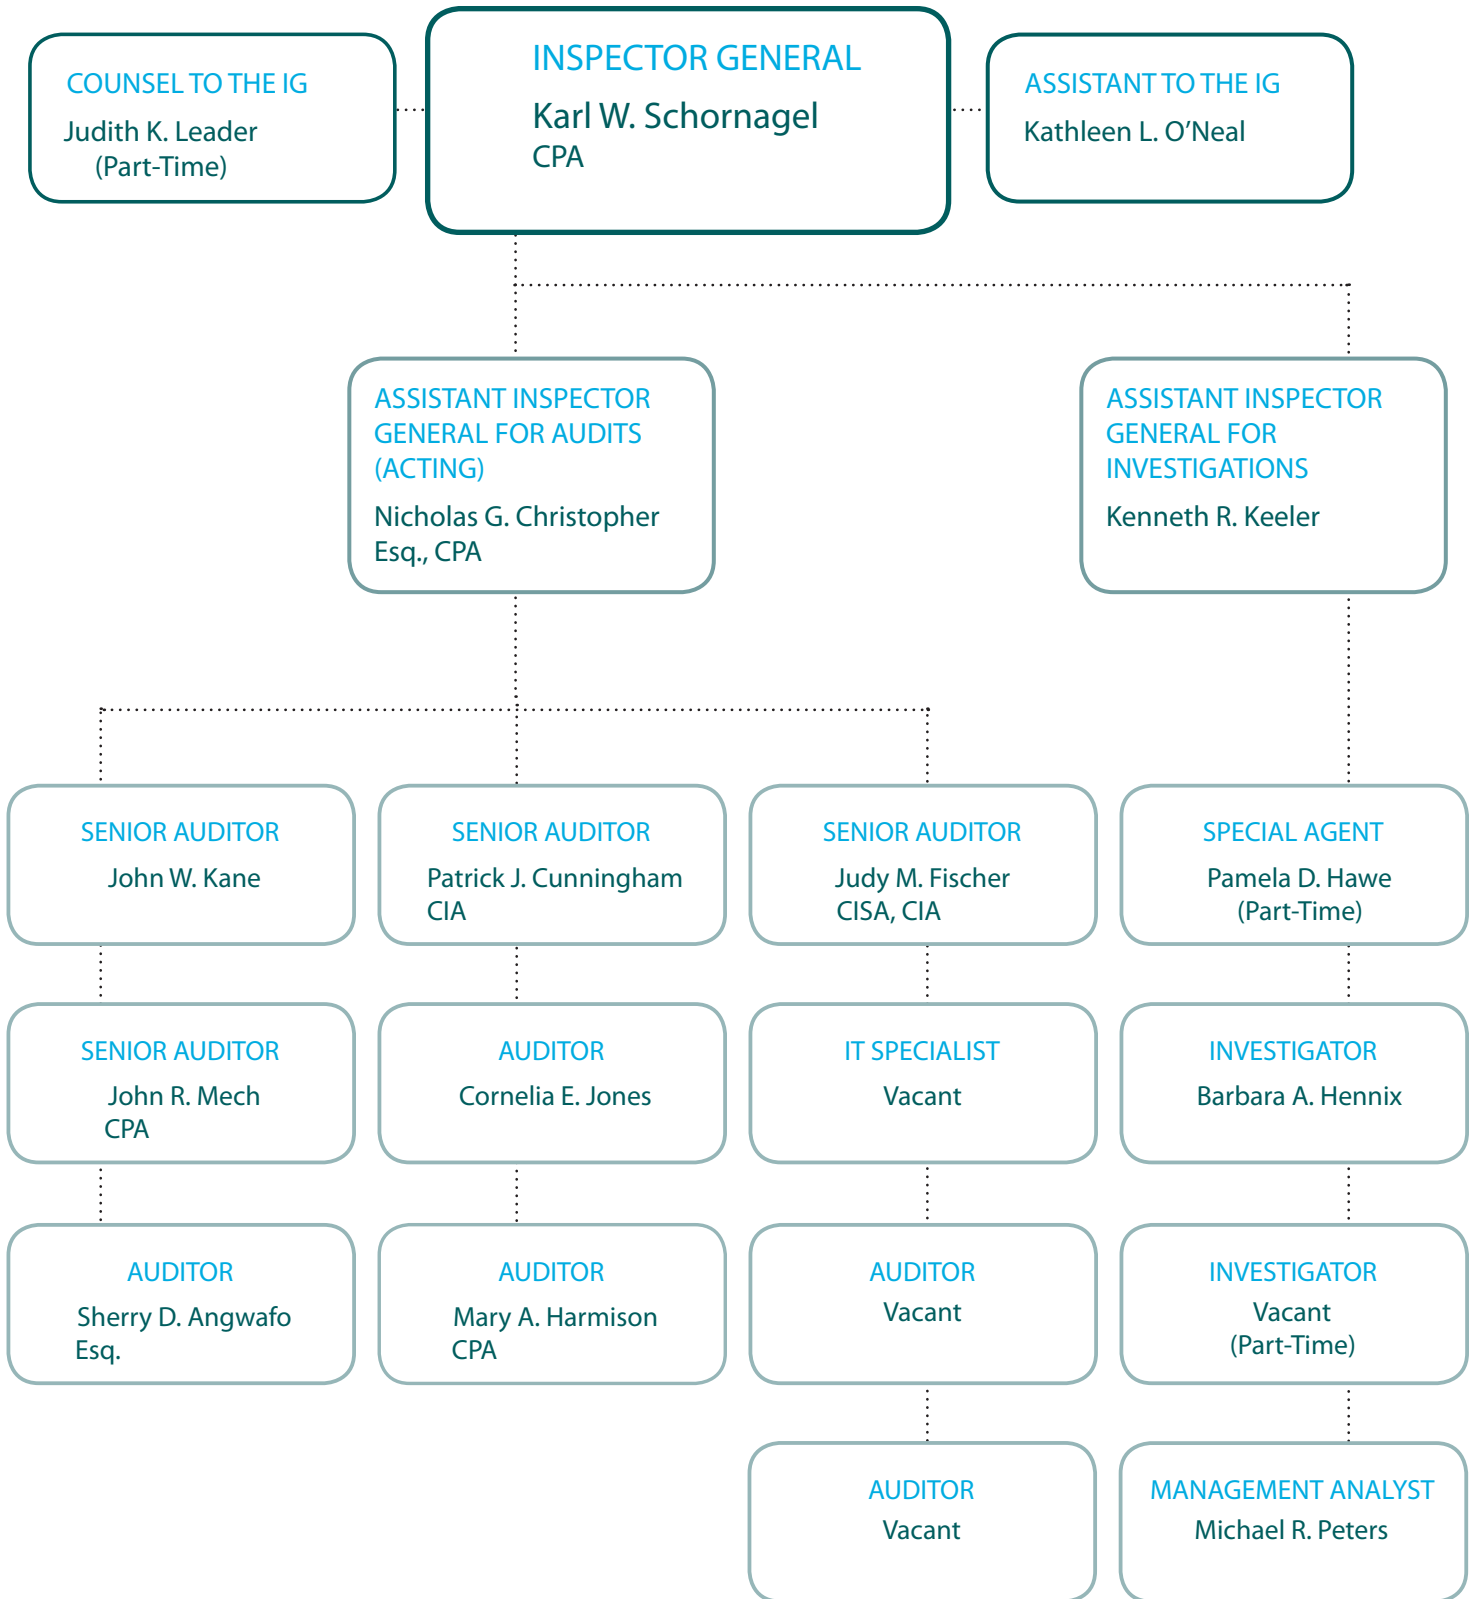 COUNSEL TO THE IG
Judith K. Leader
(Part-Time)
INSPECTOR GENERAL
Karl W. Schornagel
CPA
ASSISTANT TO THE IG
Kathleen L. O’Neal
ASSISTANT INSPECTOR
GENERAL FOR AUDITS
(ACTING)
Nicholas G. Christopher
Esq., CPA
ASSISTANT INSPECTOR
GENERAL FOR
INVESTIGATIONS
Kenneth R. Keeler
SENIOR AUDITOR
John W. Kane
SENIOR AUDITOR
Patrick J. Cunningham
CIA
SENIOR AUDITOR
Judy M. Fischer
CISA, CIA
SPECIAL AGENT
Pamela D. Hawe
(Part-Time)
SENIOR AUDITOR
John R. Mech
CPA
AUDITOR
Cornelia E. Jones
IT SPECIALIST
Vacant
INVESTIGATOR
Barbara A. Hennix
AUDITOR
Sherry D. Angwafo
Esq.
AUDITOR
Mary A. Harmison
CPA
AUDITOR
Vacant
INVESTIGATOR
Vacant
(Part-Time)
AUDITOR
Vacant
MANAGEMENT ANALYST
Michael R. Peters